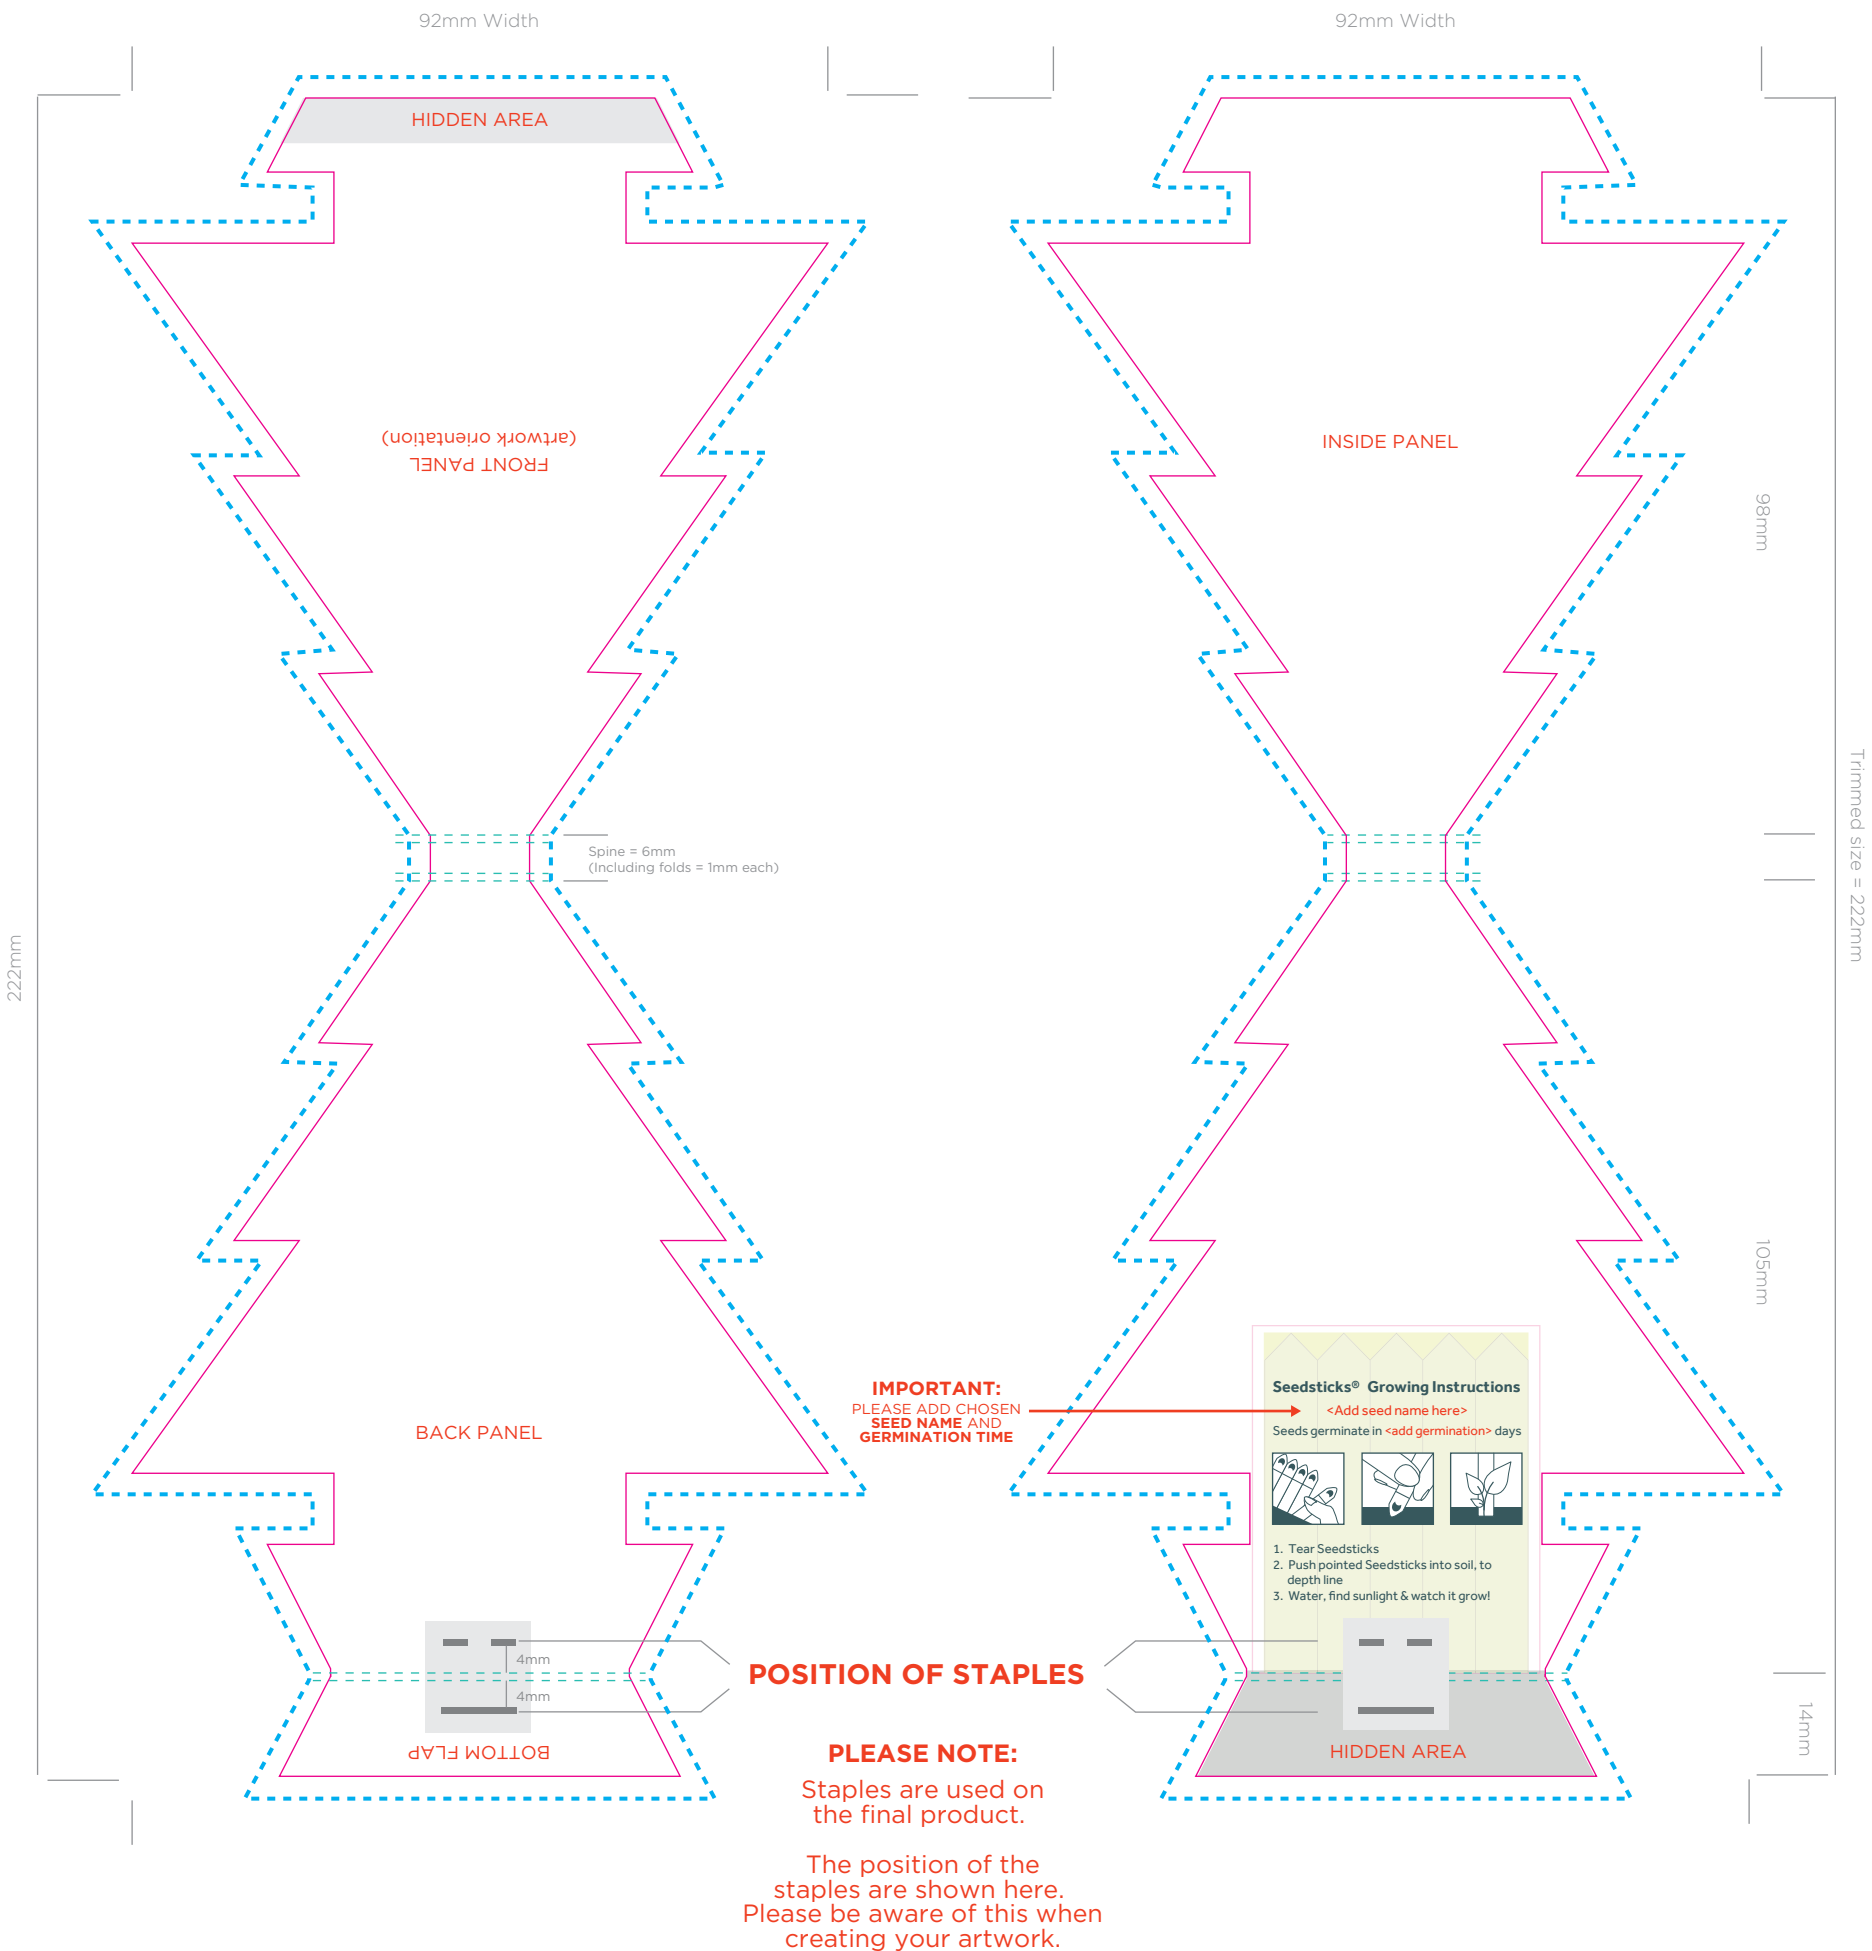 92mm Width
92mm Width
HIDDEN AREA
FRONT PANEL
(artwork orientation)
INSIDE PANEL
98mm
Trimmed size = 222mm
Spine = 6mm
(Including folds = 1mm each)
222mm
105mm
BACK PANEL
IMPORTANT:
PLEASE ADD CHOSEN
SEED NAME AND
GERMINATION TIME
Seedsticks® Growing Instructions
<Add seed name here>
Seeds germinate in <add germination> days
1. Tear Seedsticks
2. Push pointed Seedsticks into soil, to
depth line
3. Water, find sunlight & watch it grow!
4mm
4mm
POSITION OF STAPLES
14mm
BOTTOM FLAP
HIDDEN AREA
PLEASE NOTE:
Staples are used on
the final product.
The position of the
staples are shown here.
Please be aware of this when
creating your artwork.